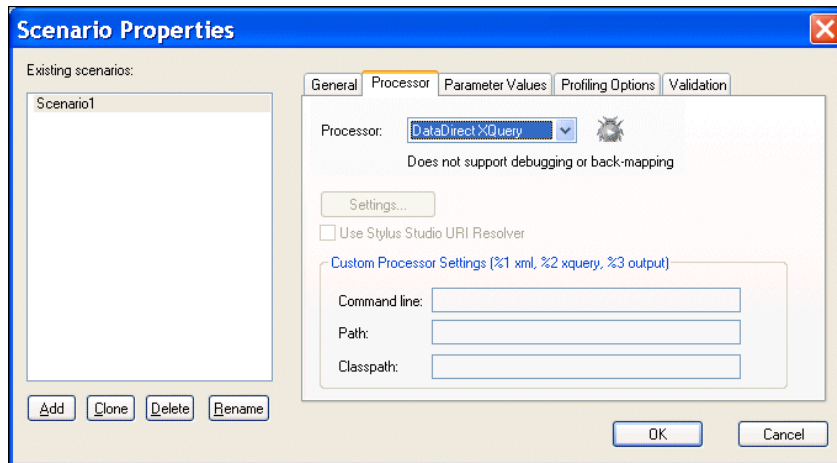 Scenario Properties
Existing scenarios:
Scenario1
Add Clone Delete Rename
General Processor Parameter Values Profiling Options Validation
Processor: DataDirect XQuery
Does not support debugging or back-mapping
Settings...
Use Stylus Studio URI Resolver
Custom Processor Settings (%1 xml, %2 xquery, %3 output)
Command line:
Path:
Classpath:
OK Cancel